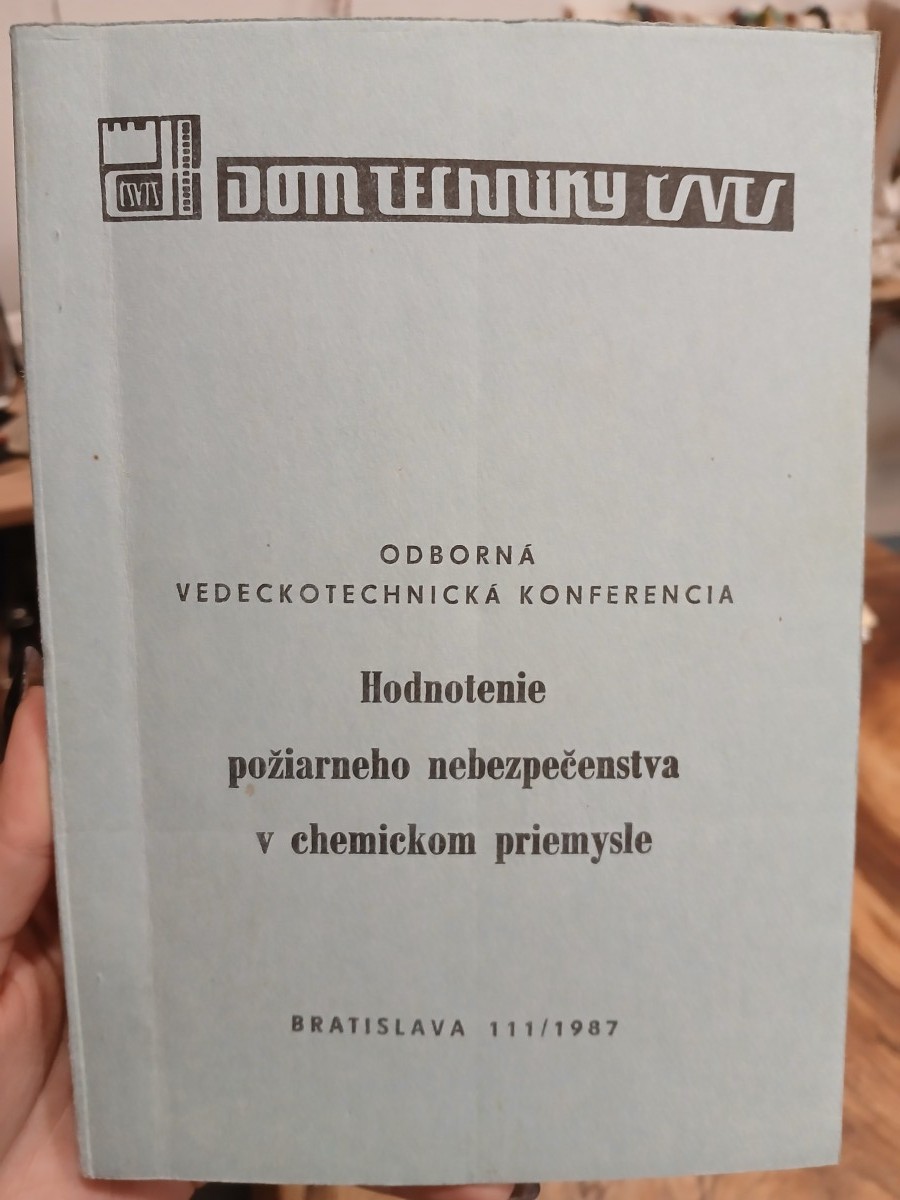 ČSVTS
DOM TECHNIKY ČSVTS
ODBORNÁ
VEDECKOTECHNICKÁ KONFERENCIA
Hodnotenie
požiarneho nebezpečenstva
v chemickom priemysle
BRATISLAVA 111/1987